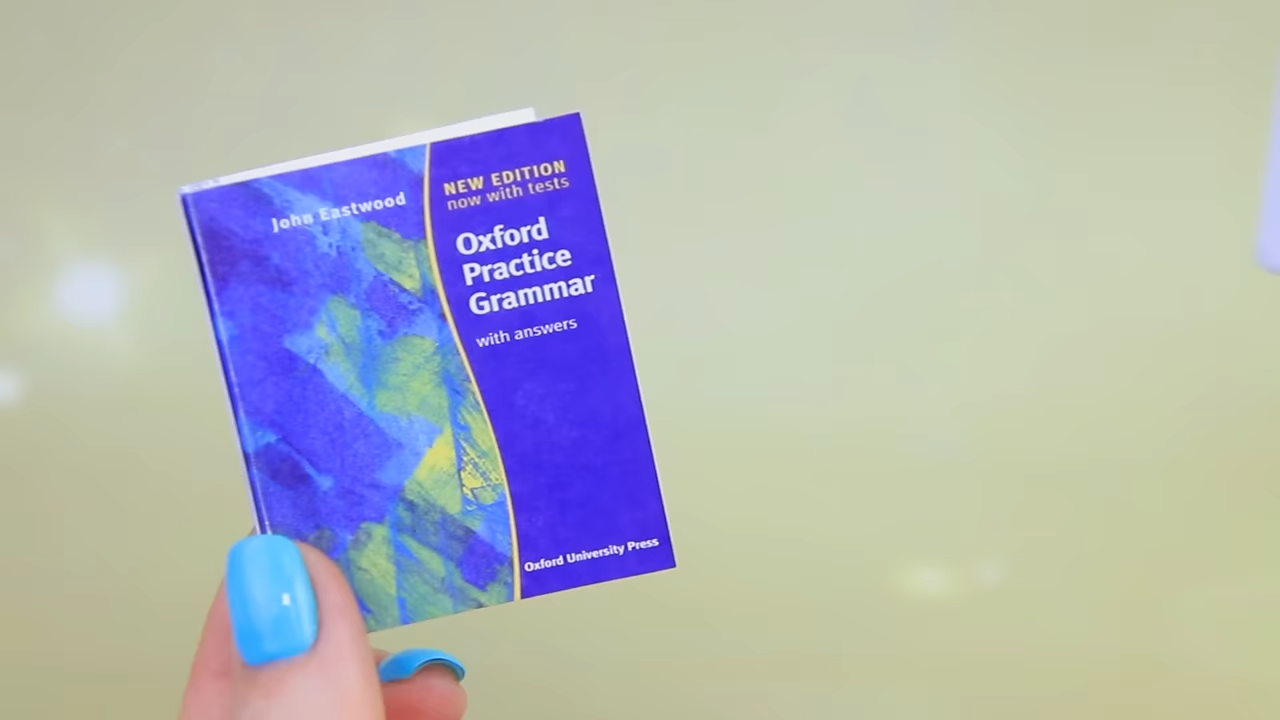 John Eastwood
NEW EDITION
now with tests
Oxford
Practice
Grammar
with answers
Oxford University Press